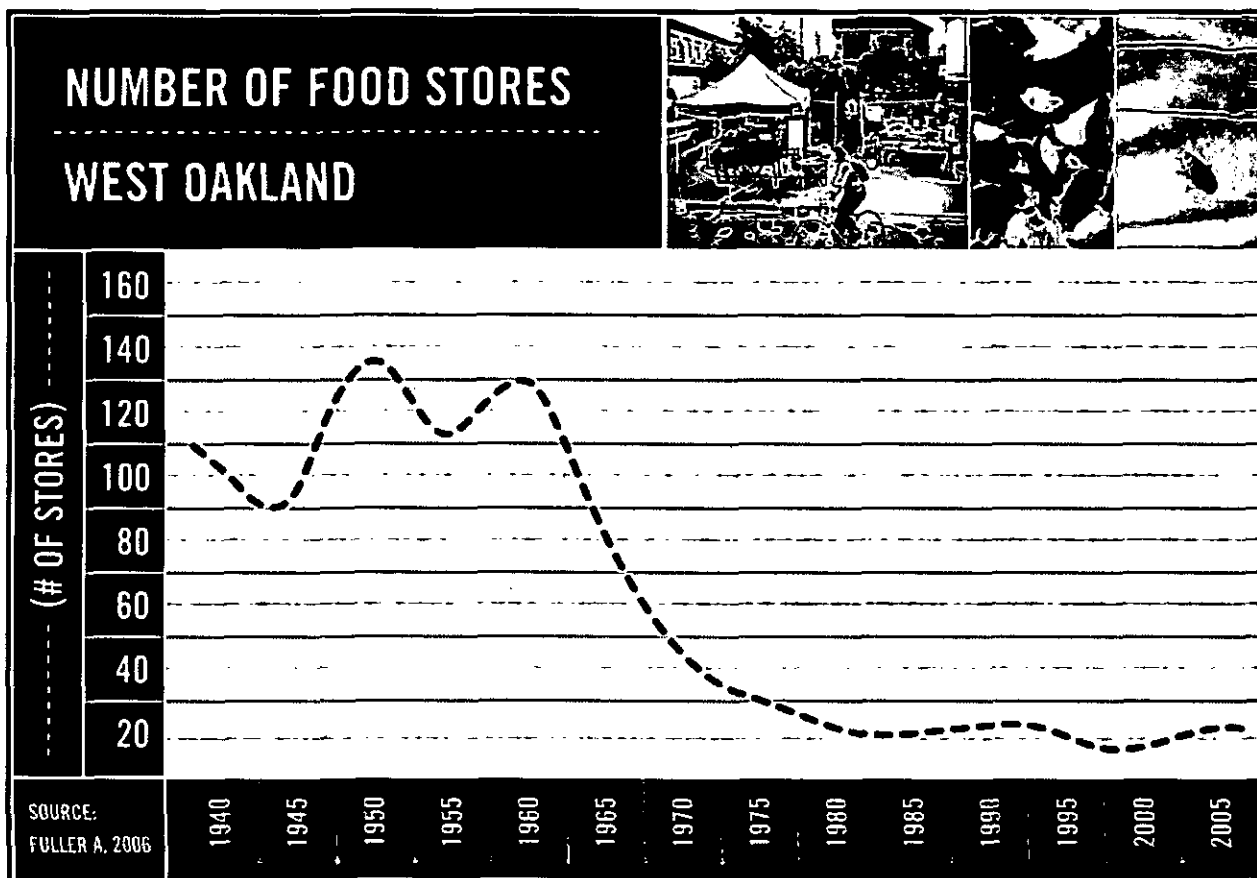 NUMBER OF FOOD STORES
WEST OAKLAND
(# OF STORES)
160
140
120
100
80
60
40
20
SOURCE:
FULLER A, 2006
1940 1945 1950 1955 1960 1965 1970 1975 1980 1985 1990 1995 2000 2005